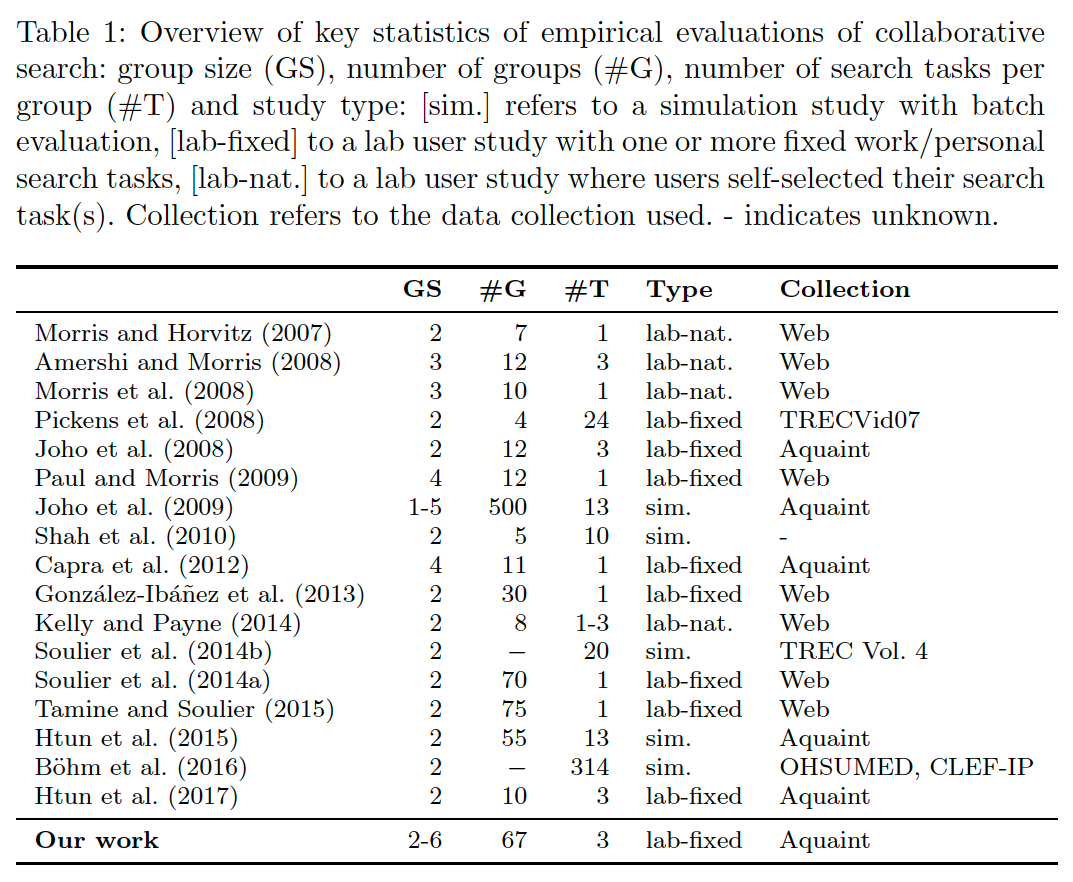 Table 1: Overview of key statistics of empirical evaluations of collaborative
search: group size (GS), number of groups (#G), number of search tasks per
group (#T) and study type: [sim.] refers to a simulation study with batch
evaluation, [lab-fixed] to a lab user study with one or more fixed work/personal
search tasks, [lab-nat.] to a lab user study where users self-selected their search
task(s). Collection refers to the data collection used. - indicates unknown.
GS #G #T Type Collection
Morris and Horvitz (2007) 2 7 1 lab-nat. Web
Amershi and Morris (2008) 3 12 3 lab-nat. Web
Morris et al. (2008) 3 10 1 lab-nat. Web
Pickens et al. (2008) 2 4 24 lab-fixed TRECVid07
Joho et al. (2008) 2 12 3 lab-fixed Aquaint
Paul and Morris (2009) 4 12 1 lab-fixed Web
Joho et al. (2009) 1-5 500 13 sim. Aquaint
Shah et al. (2010) 2 5 10 sim. -
Capra et al. (2012) 4 11 1 lab-fixed Aquaint
González-Ibáñez et al. (2013) 2 30 1 lab-fixed Web
Kelly and Payne (2014) 2 8 1-3 lab-nat. Web
Soulier et al. (2014b) 2 – 20 sim. TREC Vol. 4
Soulier et al. (2014a) 2 70 1 lab-fixed Web
Tamine and Soulier (2015) 2 75 1 lab-fixed Web
Htun et al. (2015) 2 55 13 sim. Aquaint
Böhm et al. (2016) 2 – 314 sim. OHSUMED, CLEF-IP
Htun et al. (2017) 2 10 3 lab-fixed Aquaint
Our work 2-6 67 3 lab-fixed Aquaint